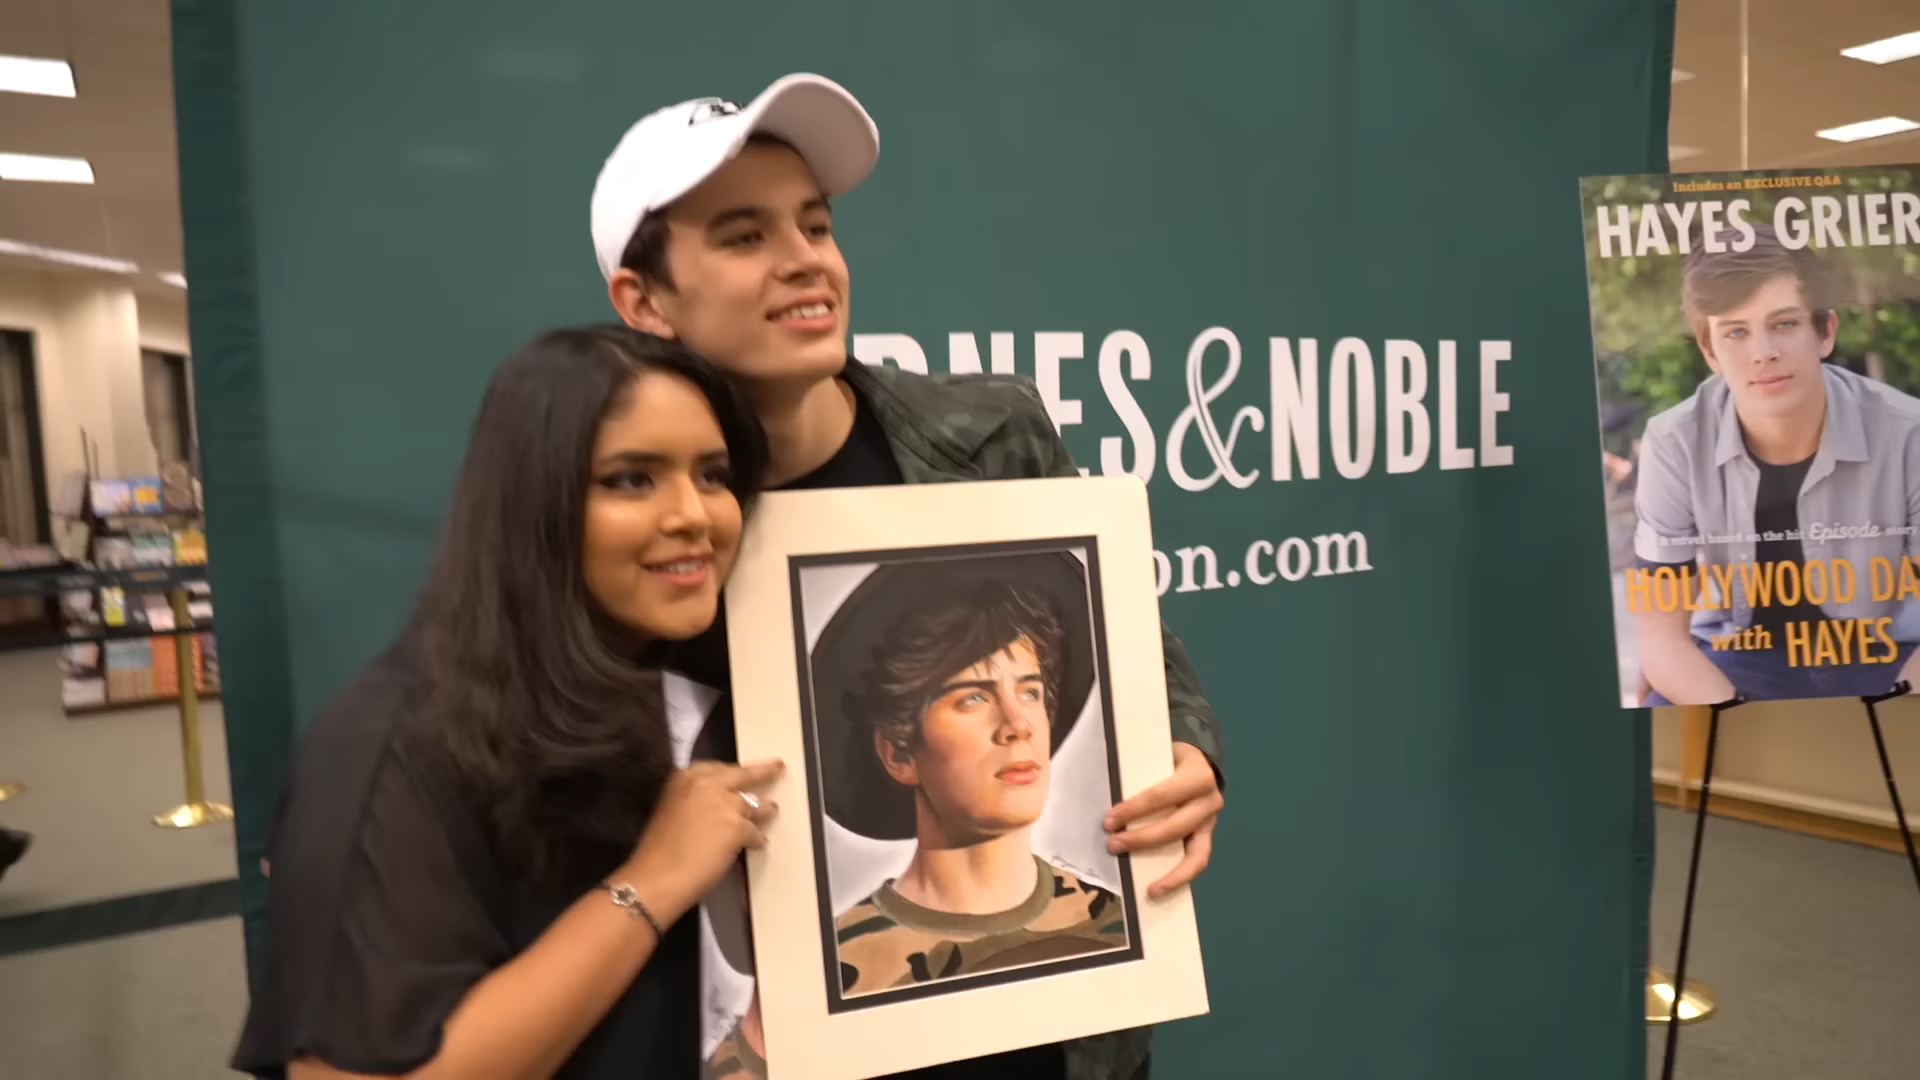 RNES & NOBLE
on.com
Includes an EXCLUSIVE Q&A
HAYES GRIER
A novel based on the hit Episode story
HOLLYWOOD DA
with HAYES